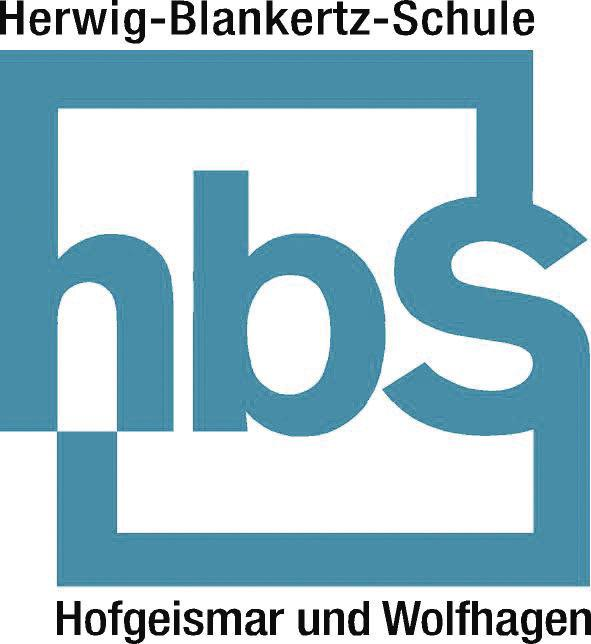 Herwig-Blankertz-Schule
hbs
Hofgeismar und Wolfhagen